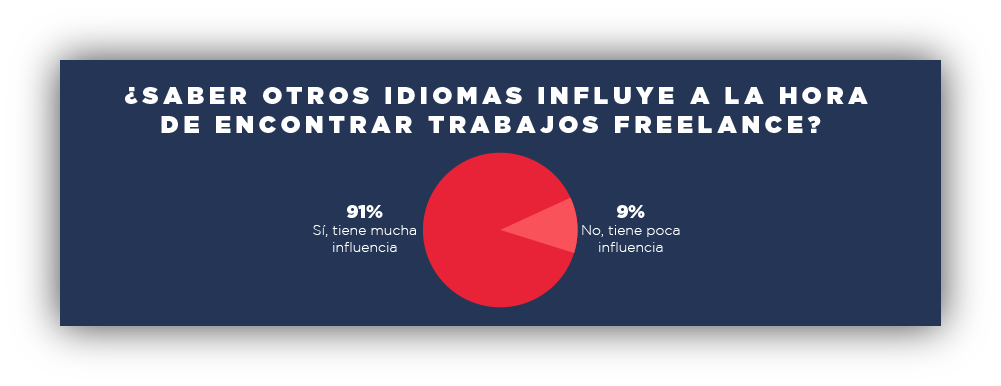 ¿SABER OTROS IDIOMAS INFLUYE A LA HORA
DE ENCONTRAR TRABAJOS FREELANCE?
91%
Sí, tiene mucha
influencia
9%
No, tiene poca
influencia